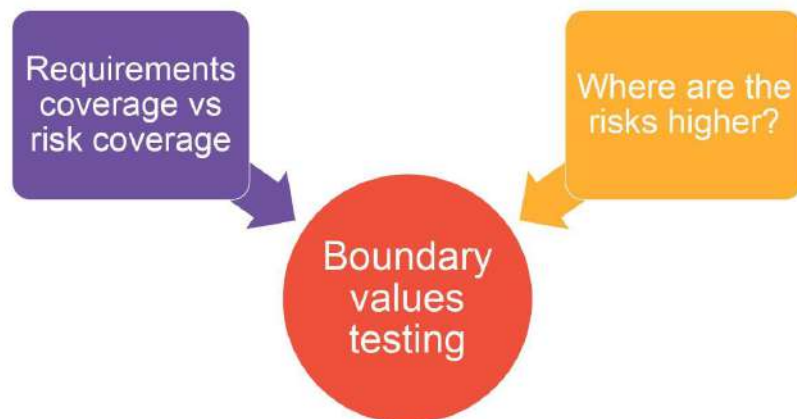 Requirements
coverage vs
risk coverage
Where are the
risks higher?
Boundary
values
testing